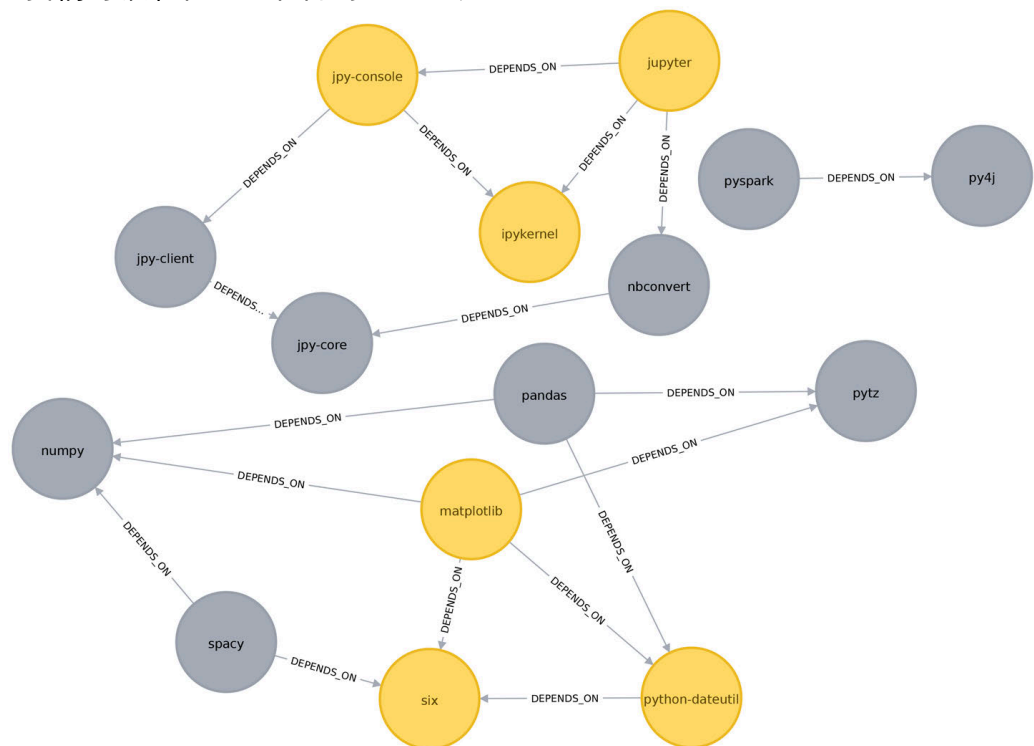 jpy-console
DEPENDS_ON
jupyter
DEPENDS_ON
DEPENDS_ON
DEPENDS_ON
DEPENDS_ON
pyspark
DEPENDS_ON
py4j
ipykernel
jpy-client
DEPENDS...
nbconvert
DEPENDS_ON
jpy-core
pandas
DEPENDS_ON
pytz
DEPENDS_ON
numpy
DEPENDS_ON
DEPENDS_ON
matplotlib
DEPENDS_ON
DEPENDS_ON
DEPENDS_ON
DEPENDS_ON
spacy
DEPENDS_ON
six
DEPENDS_ON
python-dateutil